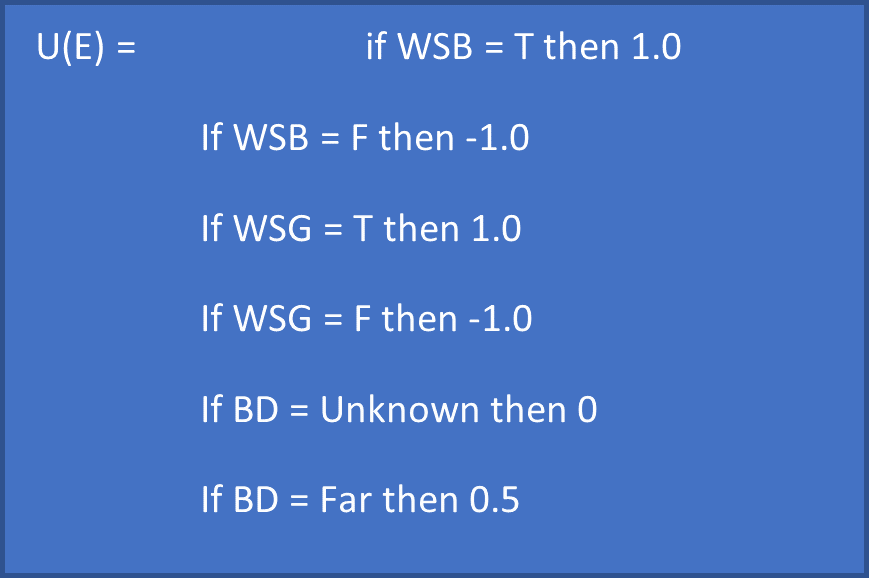 U(E) = if WSB = T then 1.0
If WSB = F then -1.0
If WSG = T then 1.0
If WSG = F then -1.0
If BD = Unknown then 0
If BD = Far then 0.5